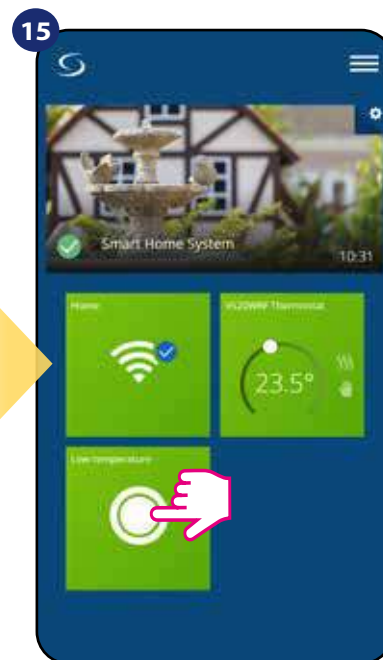 15
Smart Home System
10:31
Home
VS20WRF Thermostat
23.5°
Low temperature